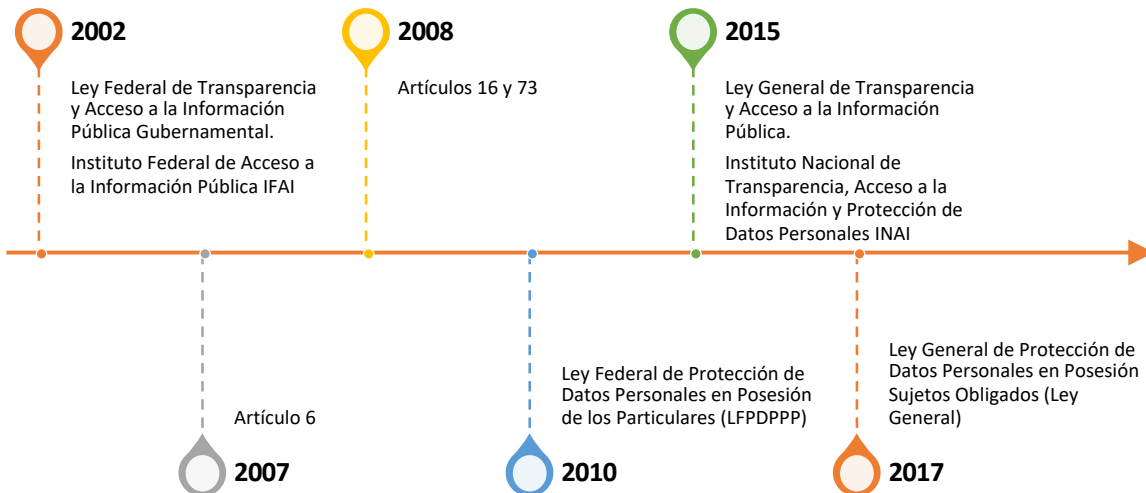 2002
Ley Federal de Transparencia
y Acceso a la Información
Pública Gubernamental.
Instituto Federal de Acceso a
la Información Pública IFAI
2008
Artículos 16 y 73
2015
Ley General de Transparencia
y Acceso a la Información
Pública.
Instituto Nacional de
Transparencia, Acceso a la
Información y Protección de
Datos Personales INAI
Artículo 6
2007
Ley Federal de Protección de
Datos Personales en Posesión
de los Particulares (LFPDPPP)
2010
Ley General de Protección de
Datos Personales en Posesión
Sujetos Obligados (Ley
General)
2017